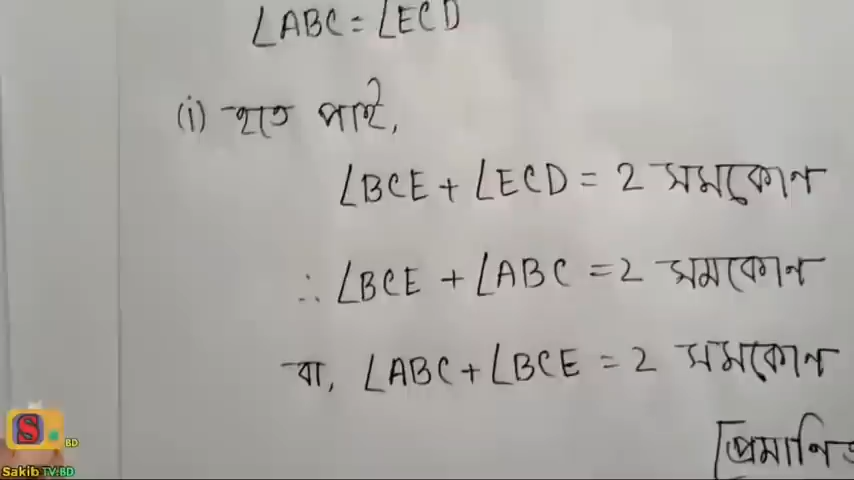 ∠ABC = ∠ECD
(i) হতে পাই,
∠BCE + ∠ECD = 2 সমকোণ
∴ ∠BCE + ∠ABC = 2 সমকোণ
বা, ∠ABC + ∠BCE = 2 সমকোণ
[প্রমাণিত
S. BD
Sakib TV.BD